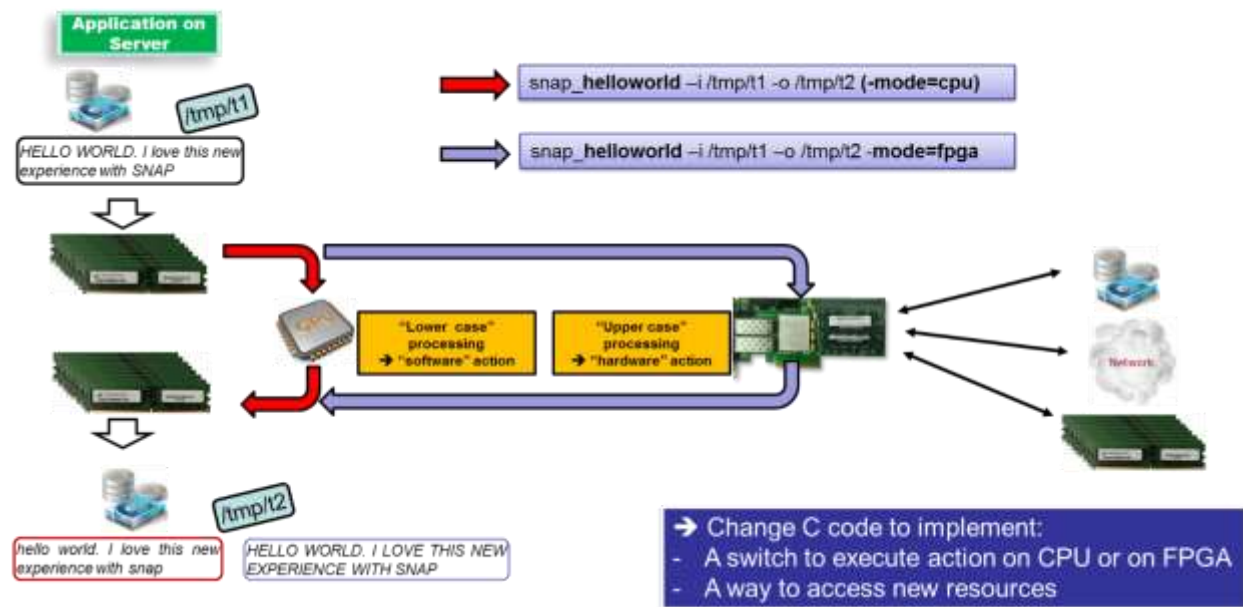 Application on
Server
/tmp/t1
HELLO WORLD. I love this new
experience with SNAP
snap_helloworld –i /tmp/t1 -o /tmp/t2 (-mode=cpu)
snap_helloworld –i /tmp/t1 –o /tmp/t2 -mode=fpga
CPU
"Lower case"
processing
➔ "software" action
"Upper case"
processing
➔ "hardware" action
Network
/tmp/t2
hello world. I love this new
experience with snap
HELLO WORLD. I LOVE THIS NEW
EXPERIENCE WITH SNAP
➔ Change C code to implement:
- A switch to execute action on CPU or on FPGA
- A way to access new resources